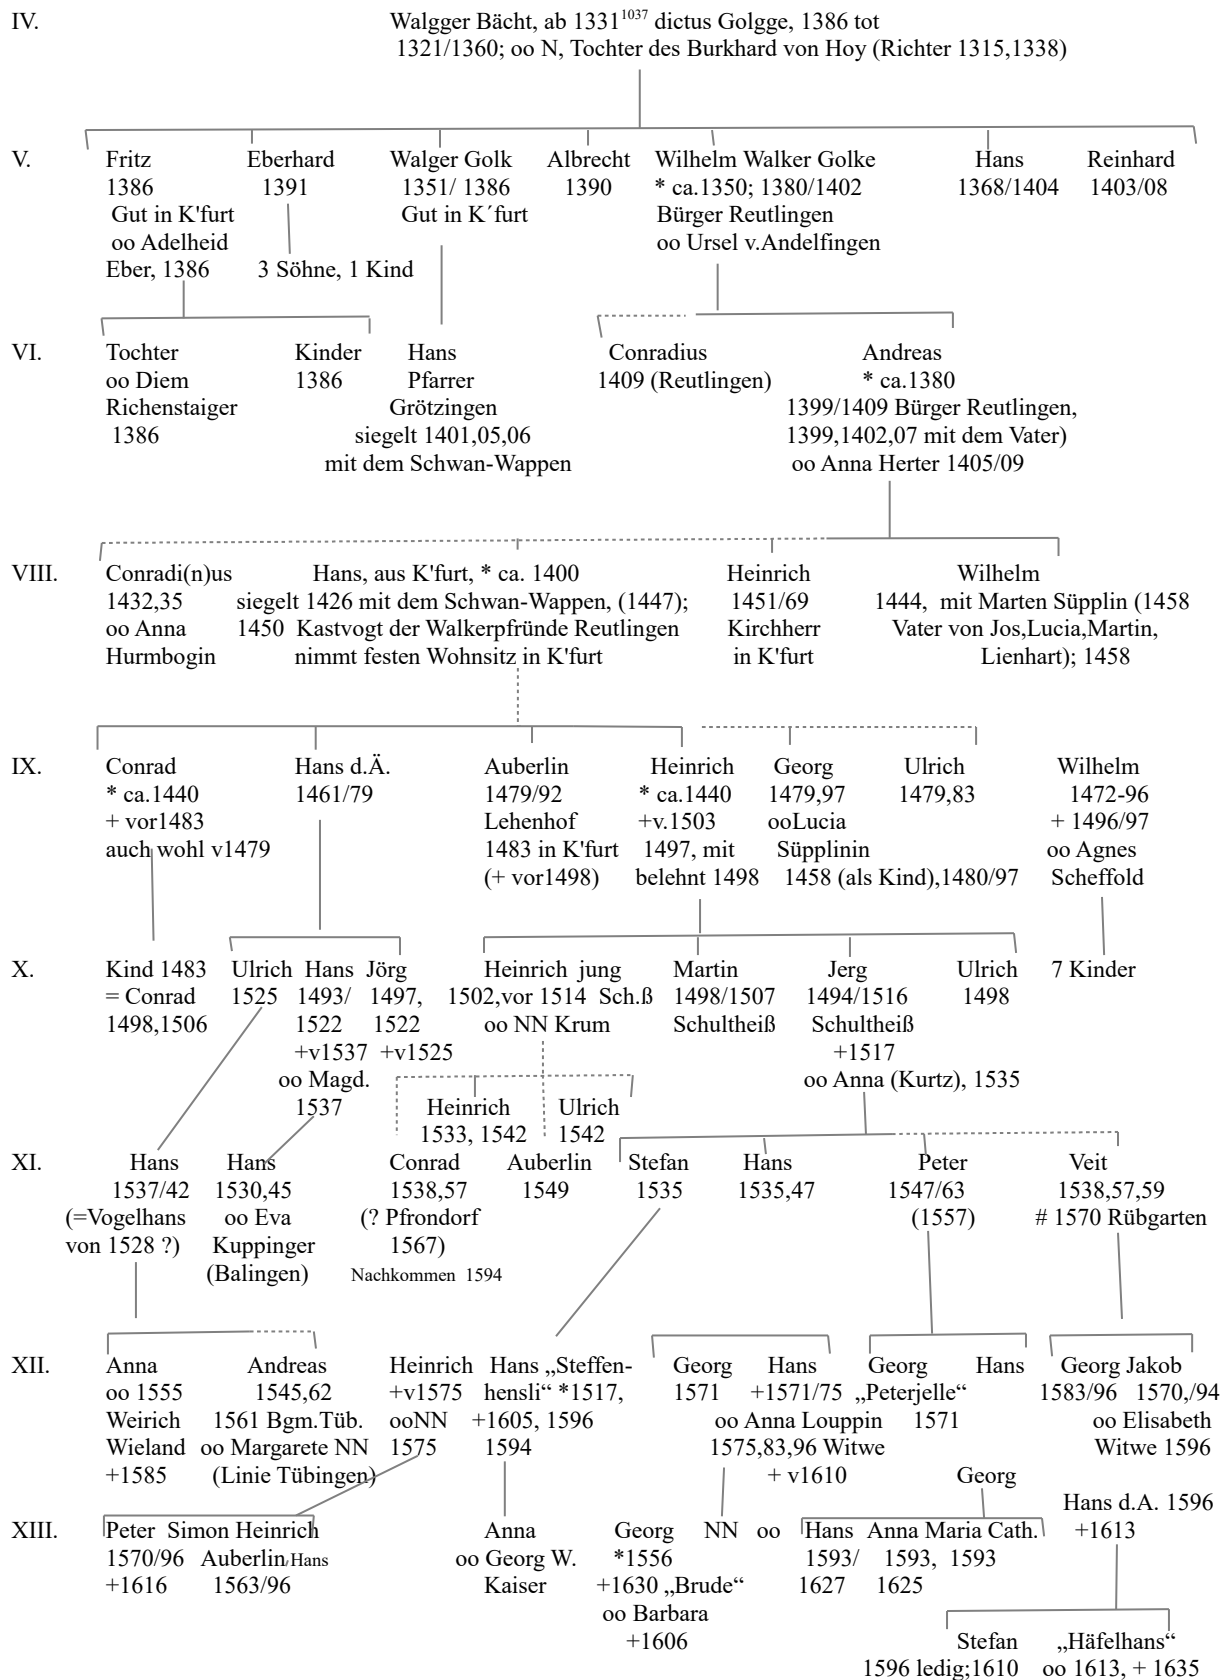 IV. Walgger Bächt, ab 1331¹⁰³⁷ dictus Golgge, 1386 tot
1321/1360; oo N, Tochter des Burkhard von Hoy (Richter 1315,1338)
V. Fritz Eberhard Walger Golk Albrecht Wilhelm Walker Golke Hans Reinhard
1386 1391 1351/ 1386 1390 * ca.1350; 1380/1402 1368/1404 1403/08
Gut in K'furt Gut in K´furt Bürger Reutlingen
oo Adelheid oo Ursel v.Andelfingen
Eber, 1386 3 Söhne, 1 Kind
VI. Tochter Kinder Hans Conradius Andreas
oo Diem 1386 Pfarrer 1409 (Reutlingen) * ca.1380
Richenstaiger Grötzingen 1399/1409 Bürger Reutlingen,
1386 siegelt 1401,05,06 1399,1402,07 mit dem Vater)
mit dem Schwan-Wappen oo Anna Herter 1405/09
VIII. Conradi(n)us Hans, aus K'furt, * ca. 1400 Heinrich Wilhelm
1432,35 siegelt 1426 mit dem Schwan-Wappen, (1447); 1451/69 1444, mit Marten Süpplin (1458
oo Anna 1450 Kastvogt der Walkerpfründe Reutlingen Kirchherr Vater von Jos,Lucia,Martin,
Hurmbogin nimmt festen Wohnsitz in K'furt in K'furt Lienhart); 1458
IX. Conrad Hans d.Ä. Auberlin Heinrich Georg Ulrich Wilhelm
* ca.1440 1461/79 1479/92 * ca.1440 1479,97 1479,83 1472-96
+ vor1483 Lehenhof +v.1503 ooLucia + 1496/97
auch wohl v1479 1483 in K'furt 1497, mit Süpplinin oo Agnes
(+ vor1498) belehnt 1498 1458 (als Kind),1480/97 Scheffold
X. Kind 1483 Ulrich Hans Jörg Heinrich jung Martin Jerg Ulrich 7 Kinder
= Conrad 1525 1493/ 1497, 1502,vor 1514 Sch.ß 1498/1507 1494/1516 1498
1498,1506 1522 1522 oo NN Krum Schultheiß Schultheiß
+v1537 +v1525 +1517
oo Magd. oo Anna (Kurtz), 1535
1537 Heinrich Ulrich
1533, 1542 1542
XI. Hans Hans Conrad Auberlin Stefan Hans Peter Veit
1537/42 1530,45 1538,57 1549 1535 1535,47 1547/63 1538,57,59
(=Vogelhans oo Eva (? Pfrondorf (1557) # 1570 Rübgarten
von 1528 ?) Kuppinger 1567)
(Balingen) Nachkommen 1594
XII. Anna Andreas Heinrich Hans „Steffen- Georg Hans Georg Hans Georg Jakob
oo 1555 1545,62 +v1575 hensli“ *1517, 1571 +1571/75 „Peterjelle“ 1583/96 1570,/94
Weirich 1561 Bgm.Tüb. ooNN +1605, 1596 oo Anna Louppin 1571 oo Elisabeth
Wieland oo Margarete NN 1575 1594 1575,83,96 Witwe Witwe 1596
+1585 (Linie Tübingen) + v1610 Georg
Hans d.A. 1596
XIII. Peter Simon Heinrich Anna Georg NN oo Hans Anna Maria Cath. +1613
1570/96 Auberlin,Hans oo Georg W. *1556 1593/ 1593, 1593
+1616 1563/96 Kaiser +1630 „Brude“ 1627 1625
oo Barbara
+1606 Stefan „Häfelhans“
1596 ledig;1610 oo 1613, + 1635